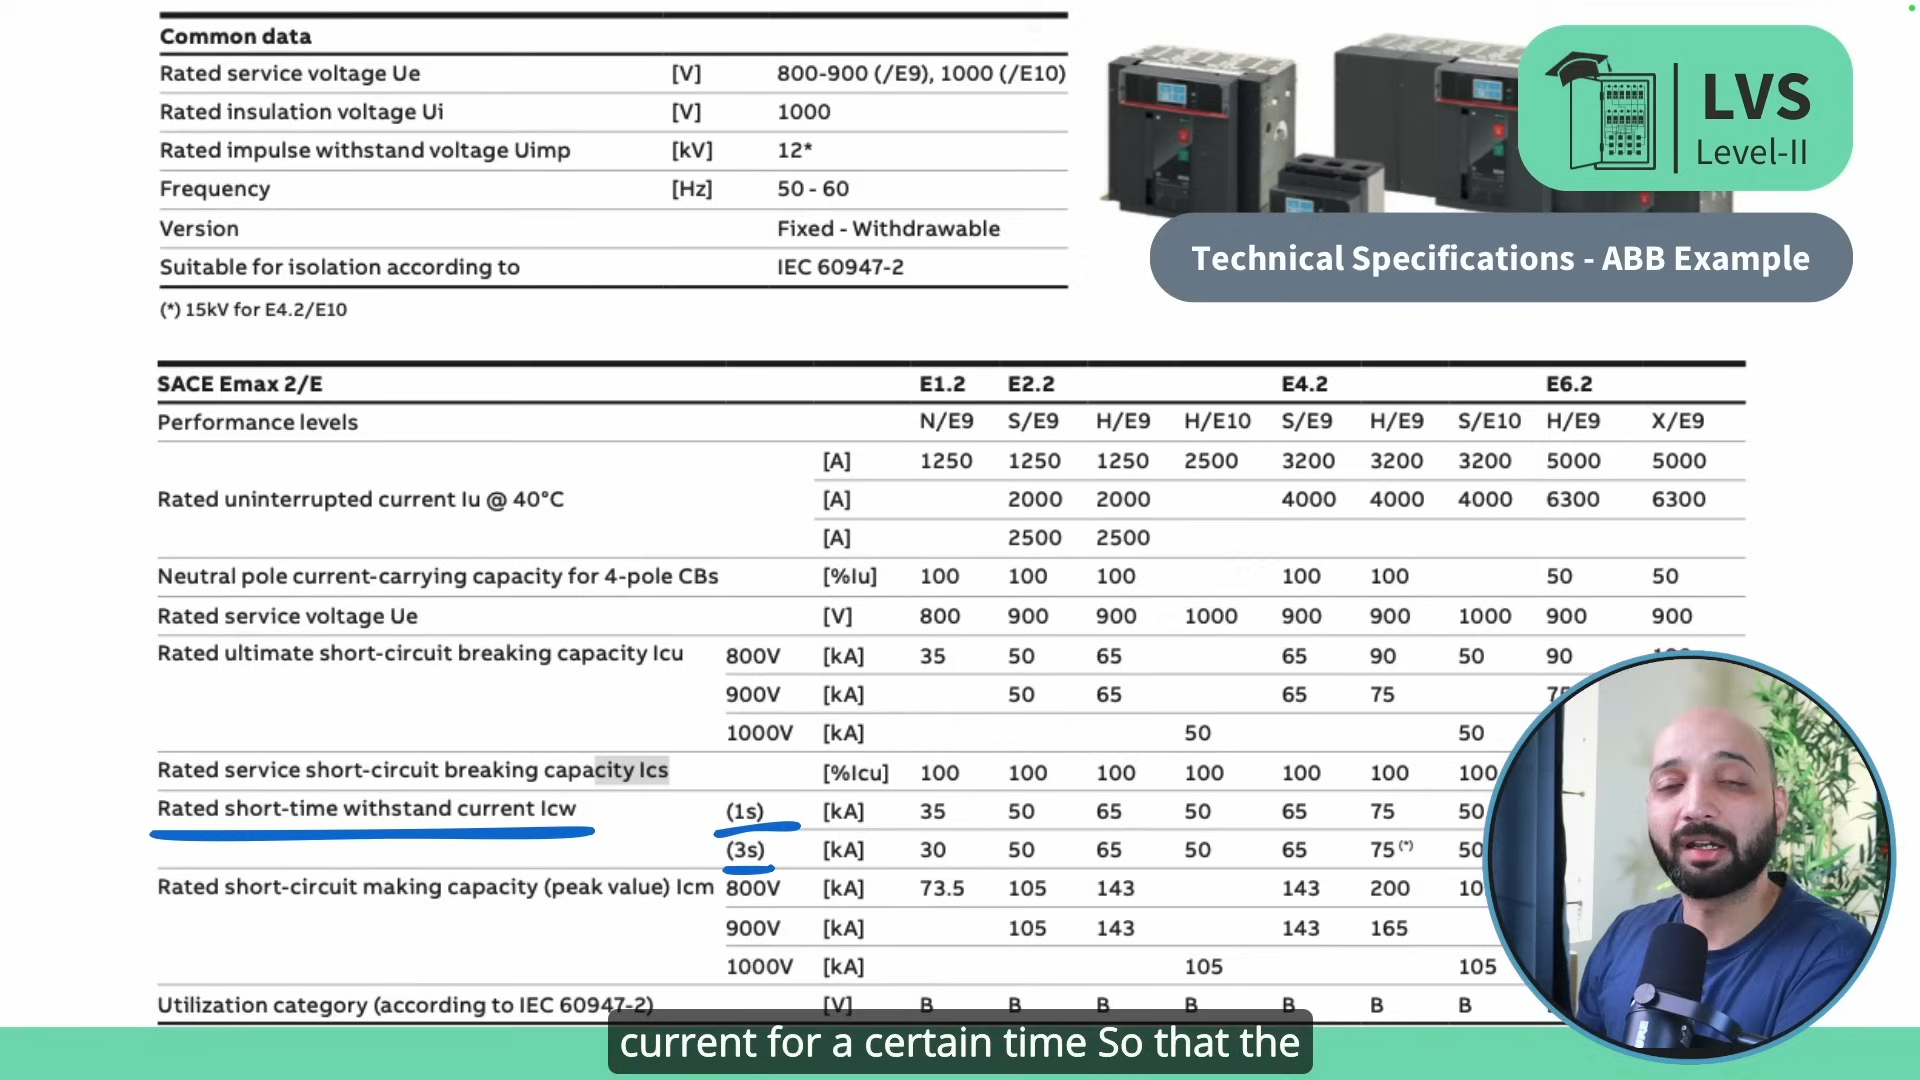 Common data
Rated service voltage Ue [V] 800-900 (/E9), 1000 (/E10)
Rated insulation voltage Ui [V] 1000
Rated impulse withstand voltage Uimp [kV] 12*
Frequency [Hz] 50 - 60
Version Fixed - Withdrawable
Suitable for isolation according to IEC 60947-2
(*) 15kV for E4.2/E10
LVS
Level-II
Technical Specifications - ABB Example
SACE Emax 2/E E1.2 E2.2 E4.2 E6.2
Performance levels N/E9 S/E9 H/E9 H/E10 S/E9 H/E9 S/E10 H/E9 X/E9
[A] 1250 1250 1250 2500 3200 3200 3200 5000 5000
Rated uninterrupted current Iu @ 40°C [A] 2000 2000 4000 4000 4000 6300 6300
[A] 2500 2500
Neutral pole current-carrying capacity for 4-pole CBs [%Iu] 100 100 100 100 100 50 50
Rated service voltage Ue [V] 800 900 900 1000 900 900 1000 900 900
Rated ultimate short-circuit breaking capacity Icu 800V [kA] 35 50 65 65 90 50 90
900V [kA] 50 65 65 75
1000V [kA] 50 50
Rated service short-circuit breaking capacity Ics [%Icu] 100 100 100 100 100 100 100
Rated short-time withstand current Icw (1s) [kA] 35 50 65 50 65 75 50
(3s) [kA] 30 50 65 50 65 75 (*) 50
Rated short-circuit making capacity (peak value) Icm 800V [kA] 73.5 105 143 143 200 10
900V [kA] 105 143 143 165
1000V [kA] 105 105
Utilization category (according to IEC 60947-2) [V] B B B B B B B
current for a certain time So that the